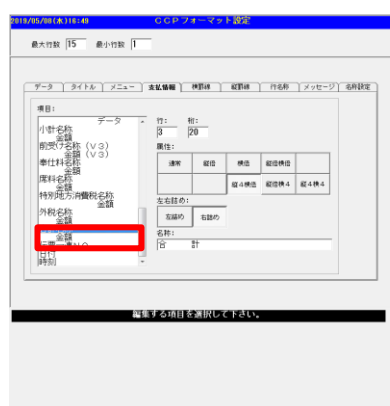 2019/05/08(水)16:49 CCPフォーマット設定
最大行数 15 最小行数 1
データ タイトル メニュー 支払情報 横罫線 縦罫線 行名称 メッセージ 名称設定
項目:
データ
小計名称
金額
前受け名称（V3）
金額（V3）
奉仕料名称
金額
席料名称
金額
特別地方消費税名称
金額
外税名称
金額
金額
日付
時刻
行: 桁:
3 20
属性:
通常 縦倍 横倍 縦倍横倍
縦4横倍 縦倍横4 縦4横4
左右詰め:
左詰め 右詰め
名称:
合 計
編集する項目を選択して下さい。